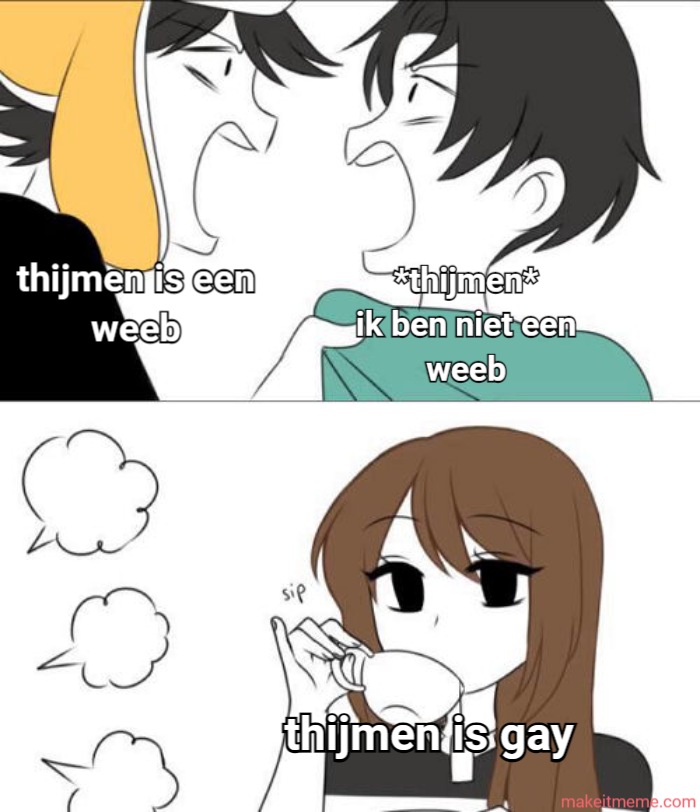 thijmen is een
weeb
*thijmen*
ik ben niet een
weeb
sip
thijmen is gay
makeitmeme.com